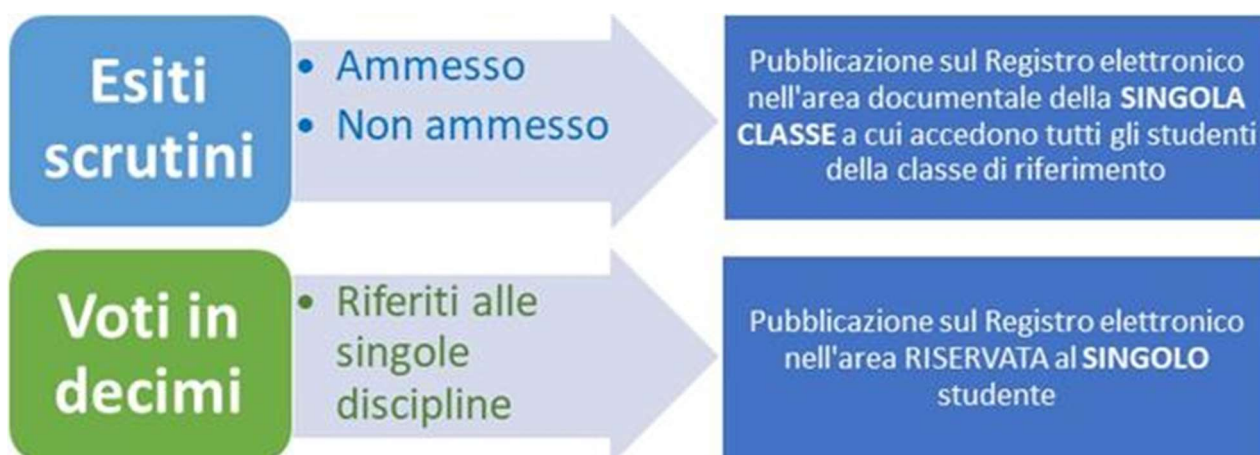 Esiti
scrutini
• Ammesso
• Non ammesso
Pubblicazione sul Registro elettronico
nell'area documentale della SINGOLA
CLASSE a cui accedono tutti gli studenti
della classe di riferimento
Voti in
decimi
• Riferiti alle
singole
discipline
Pubblicazione sul Registro elettronico
nell'area RISERVATA al SINGOLO
studente